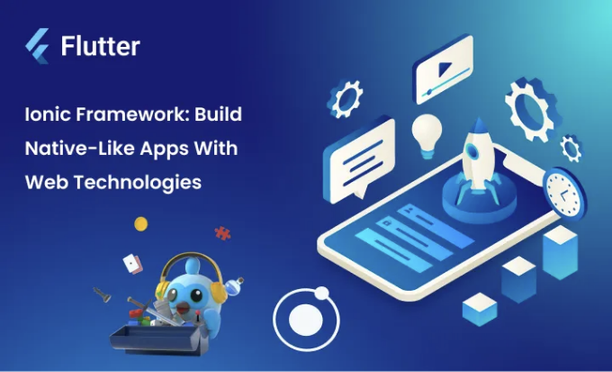 Flutter
Ionic Framework: Build
Native-Like Apps With
Web Technologies